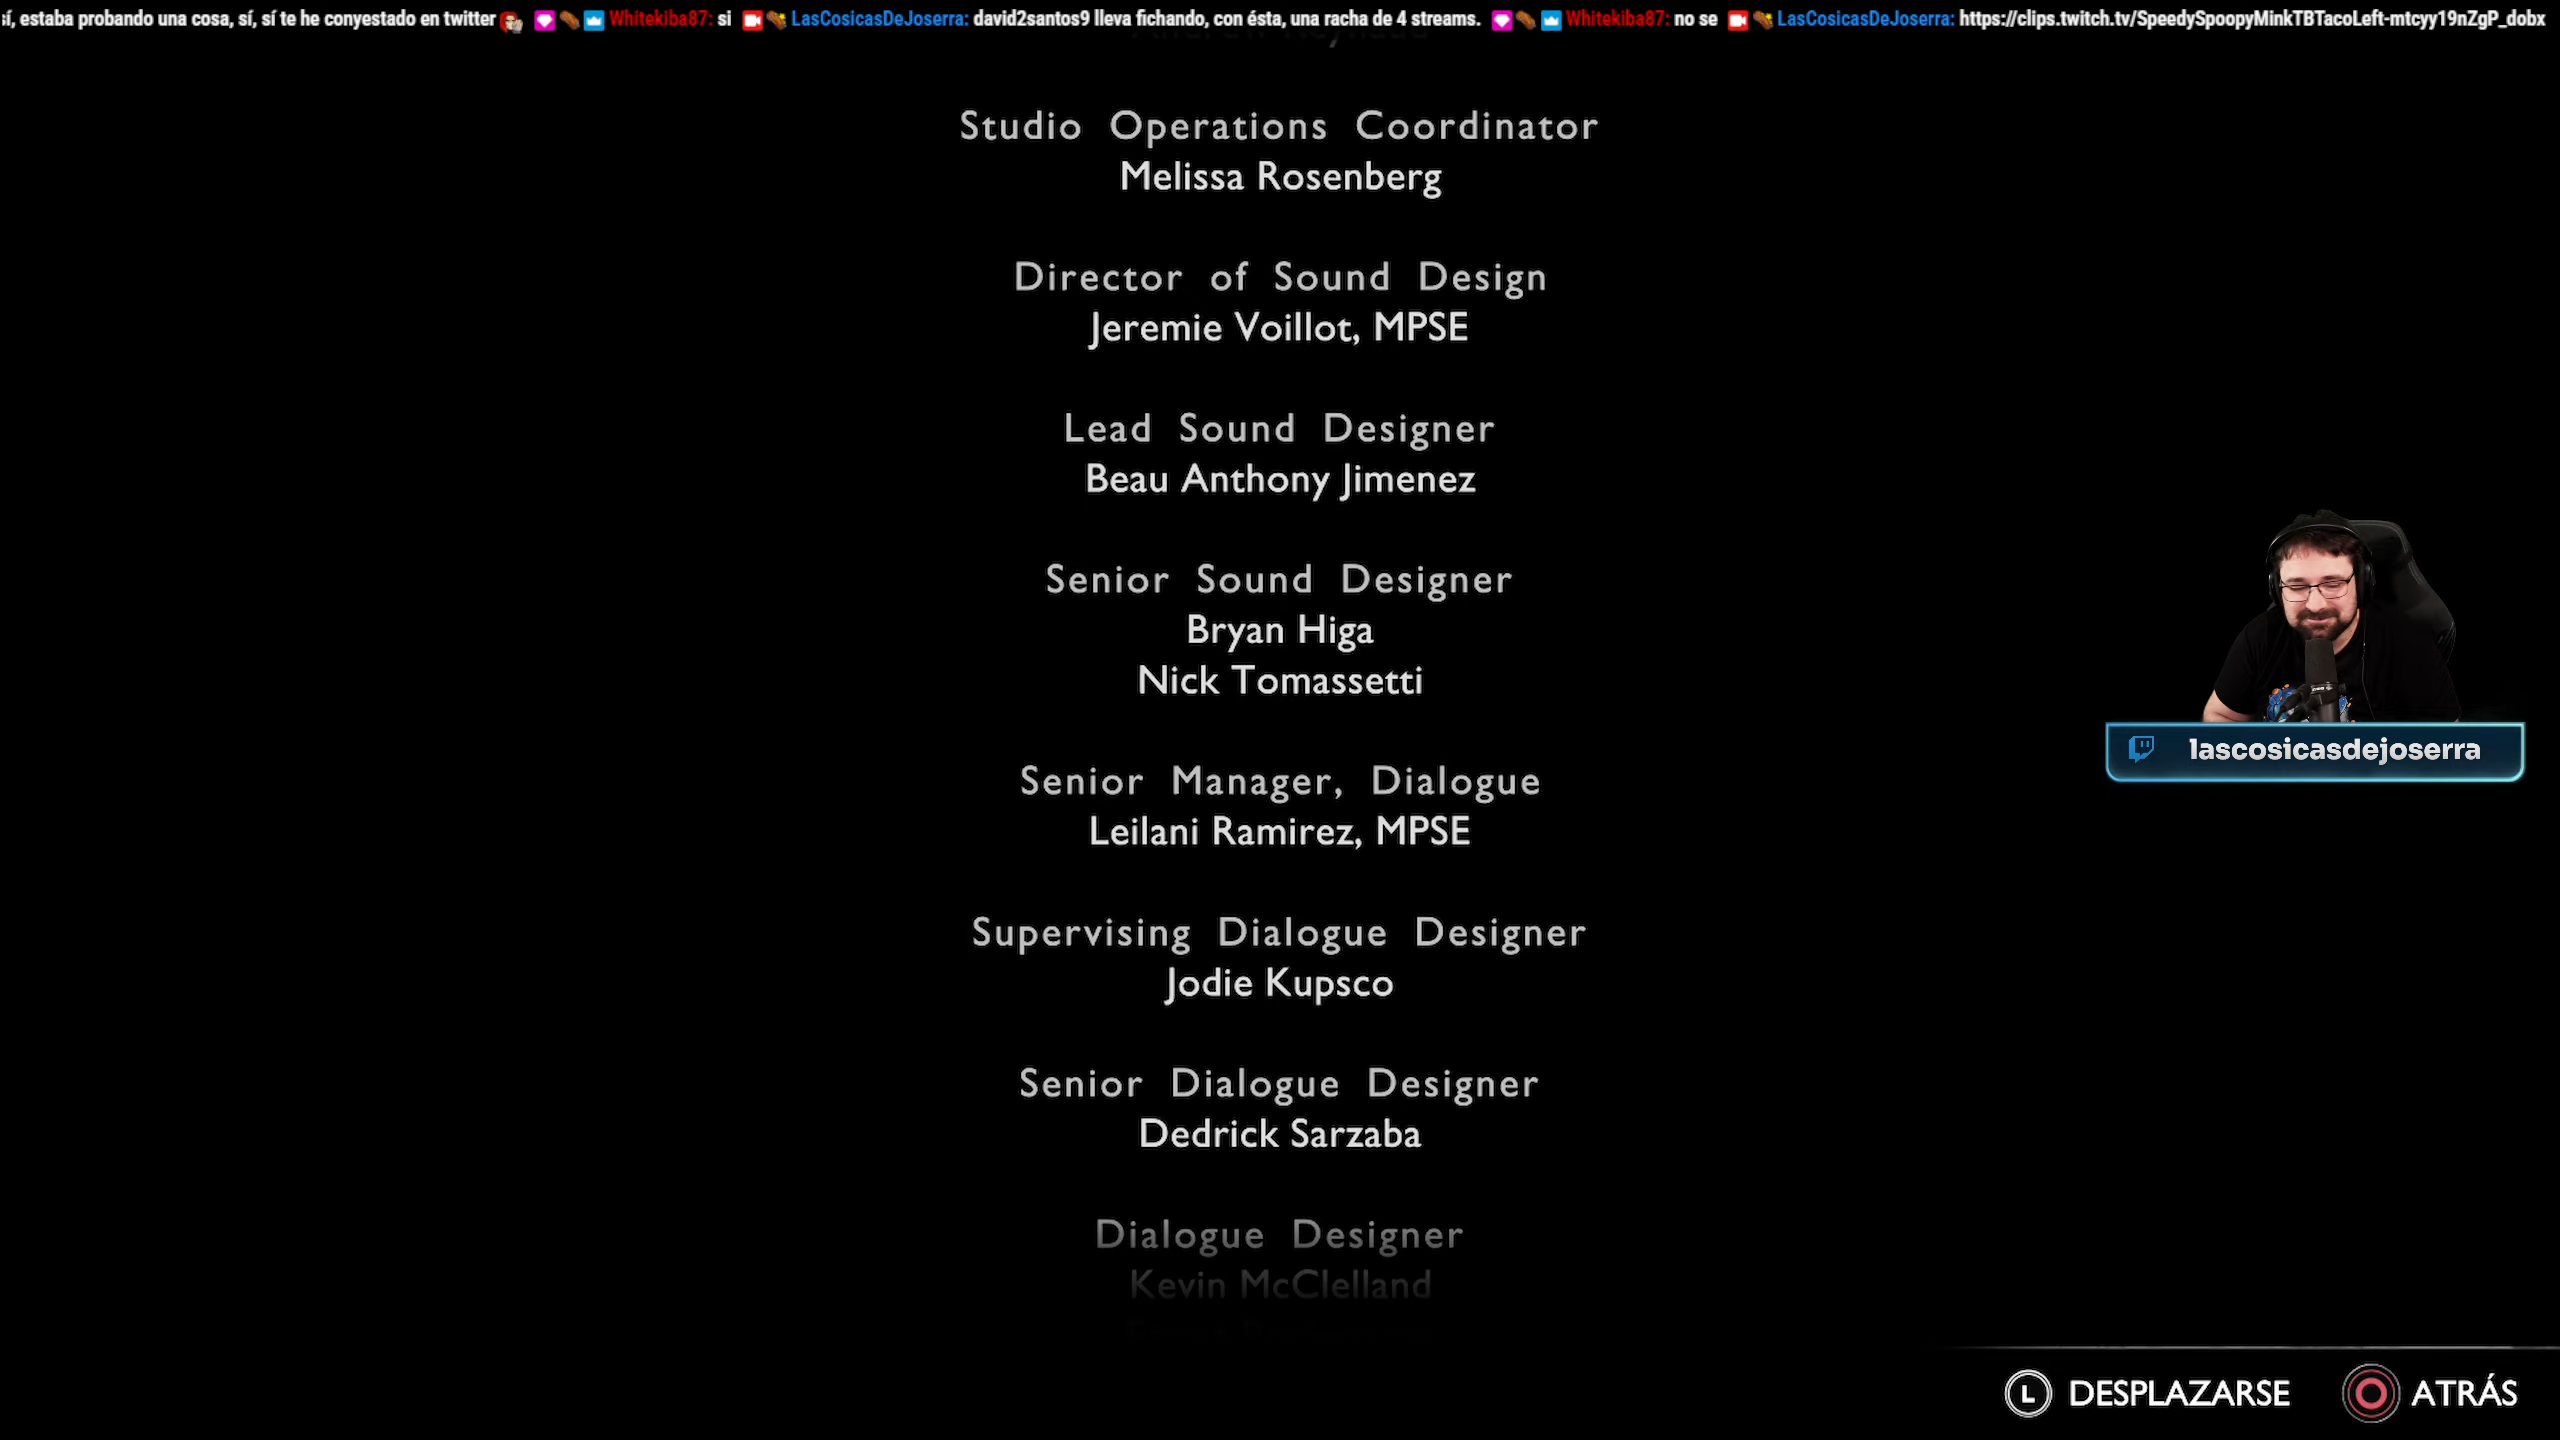 sí, estaba probando una cosa, sí, sí te he conyestado en twitter Whitekiba87: si LasCosicasDeJoserra: david2santos9 lleva fichando, con ésta, una racha de 4 streams. Whitekiba87: no se LasCosicasDeJoserra: https://clips.twitch.tv/SpeedySpoopyMinkTBTacoLeft-mtcyy19nZgP_dobx
Studio Operations Coordinator
Melissa Rosenberg
Director of Sound Design
Jeremie Voillot, MPSE
Lead Sound Designer
Beau Anthony Jimenez
Senior Sound Designer
Bryan Higa
Nick Tomassetti
lascosicasdejoserra
Senior Manager, Dialogue
Leilani Ramirez, MPSE
Supervising Dialogue Designer
Jodie Kupsco
Senior Dialogue Designer
Dedrick Sarzaba
Dialogue Designer
Kevin McClelland
L DESPLAZARSE ATRÁS